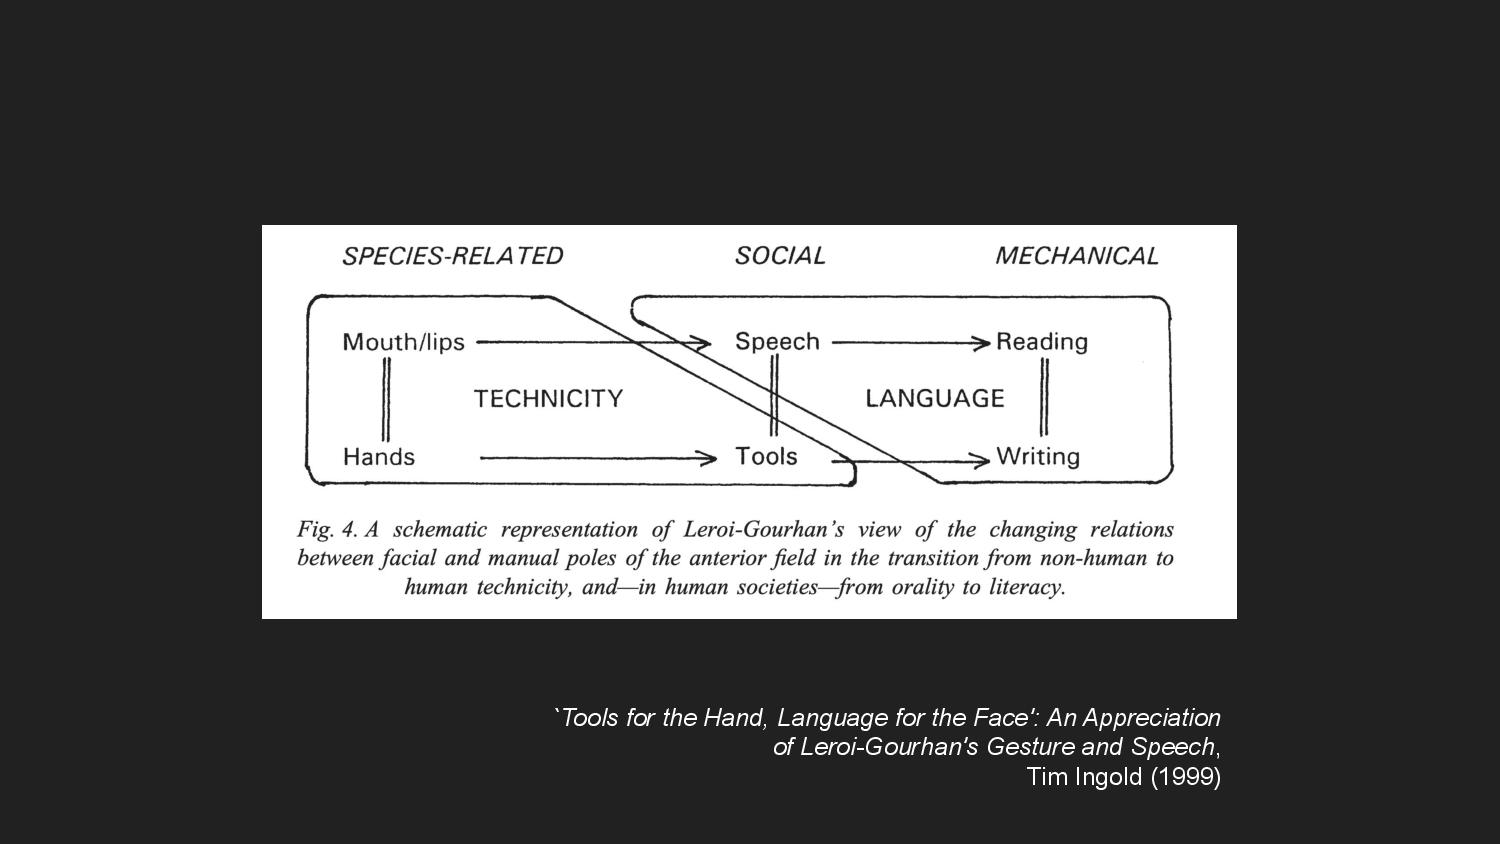 SPECIES-RELATED SOCIAL MECHANICAL
Mouth/lips Speech Reading
TECHNICITY LANGUAGE
Hands Tools Writing
Fig. 4. A schematic representation of Leroi-Gourhan's view of the changing relations
between facial and manual poles of the anterior field in the transition from non-human to
human technicity, and—in human societies—from orality to literacy.
`Tools for the Hand, Language for the Face': An Appreciation
of Leroi-Gourhan's Gesture and Speech,
Tim Ingold (1999)